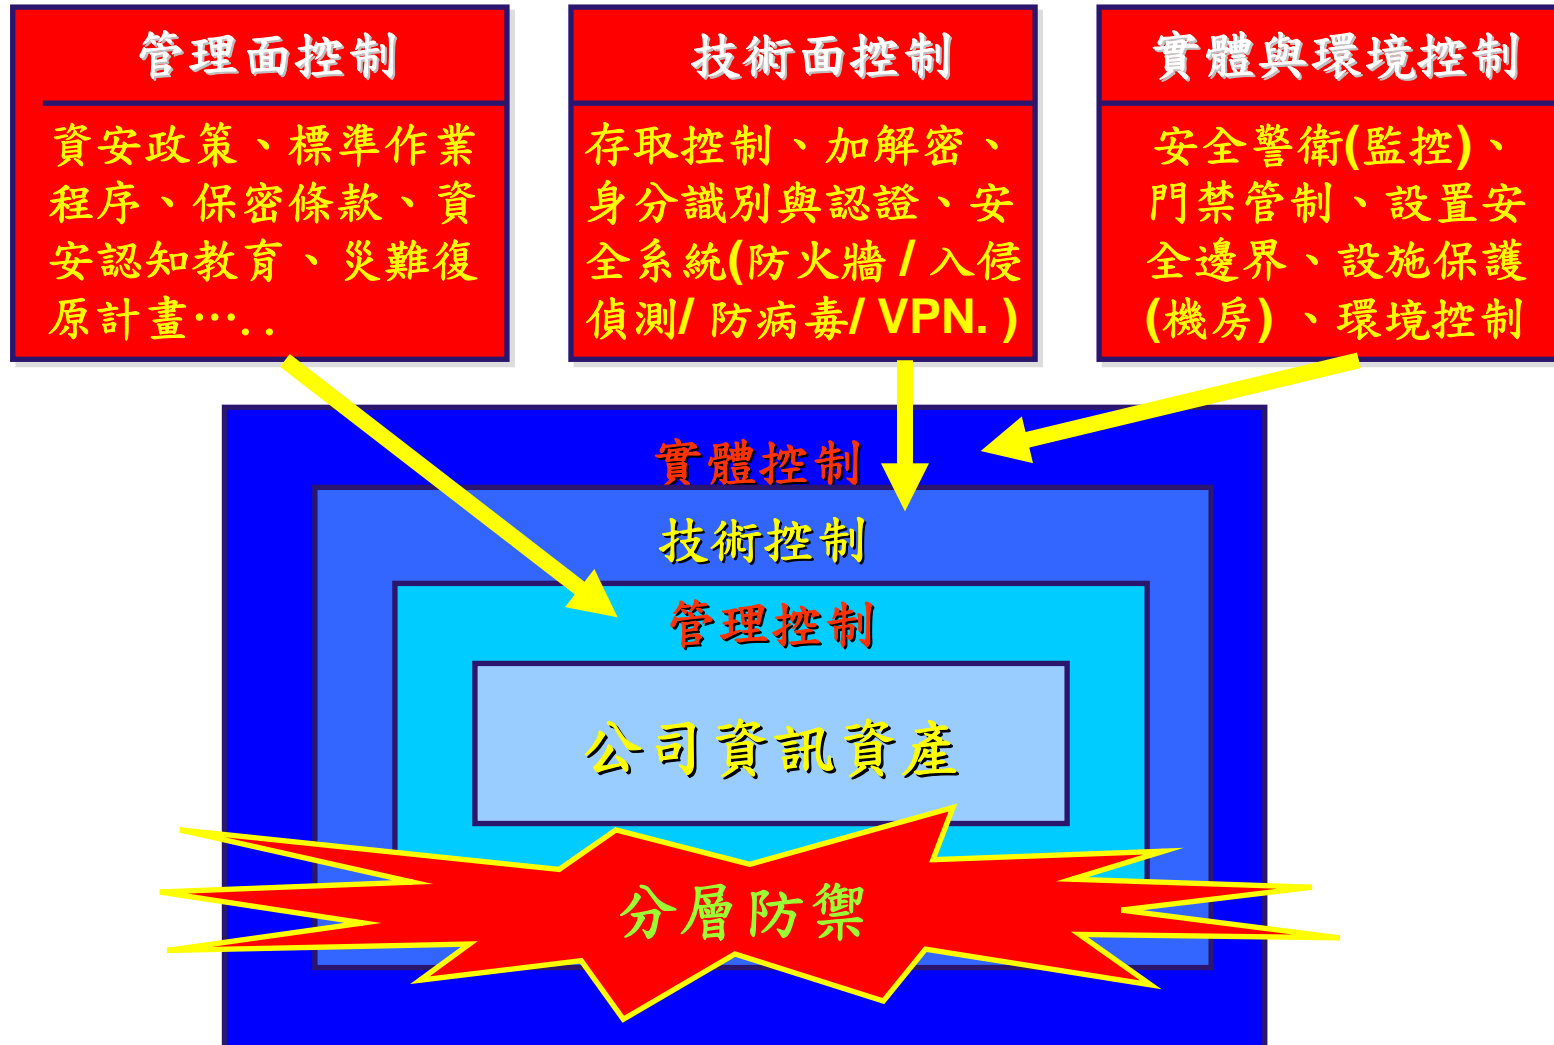 管理面控制
資安政策、標準作業
程序、保密條款、資
安認知教育、災難復
原計畫…. .
技術面控制
存取控制、加解密、
身分識別與認證、安
全系統(防火牆 / 入侵
偵測/ 防病毒/ VPN. )
實體與環境控制
安全警衛(監控)、
門禁管制、設置安
全邊界、設施保護
(機房) 、環境控制
實體控制
技術控制
管理控制
公司資訊資產
分層防禦